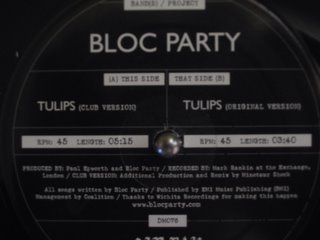 BAND(S) / PROJECT
BLOC PARTY
(A) THIS SIDE THAT SIDE (B)
TULIPS (CLUB VERSION) TULIPS (ORIGINAL VERSION)
RPM: 45 LENGTH: 05:15 RPM: 45 LENGTH: 03:40
PRODUCED BY: Paul Epworth and Bloc Party / RECORDED BY: Mark Rankin at the Exchange,
London / CLUB VERSION: Additional Production and Remix by Minotaur Shock
All songs written by Bloc Party / Published by EMI Music Publishing
Management by Coalition / Thanks to Wichita Recordings for making this happen
www.blocparty.com
DM076